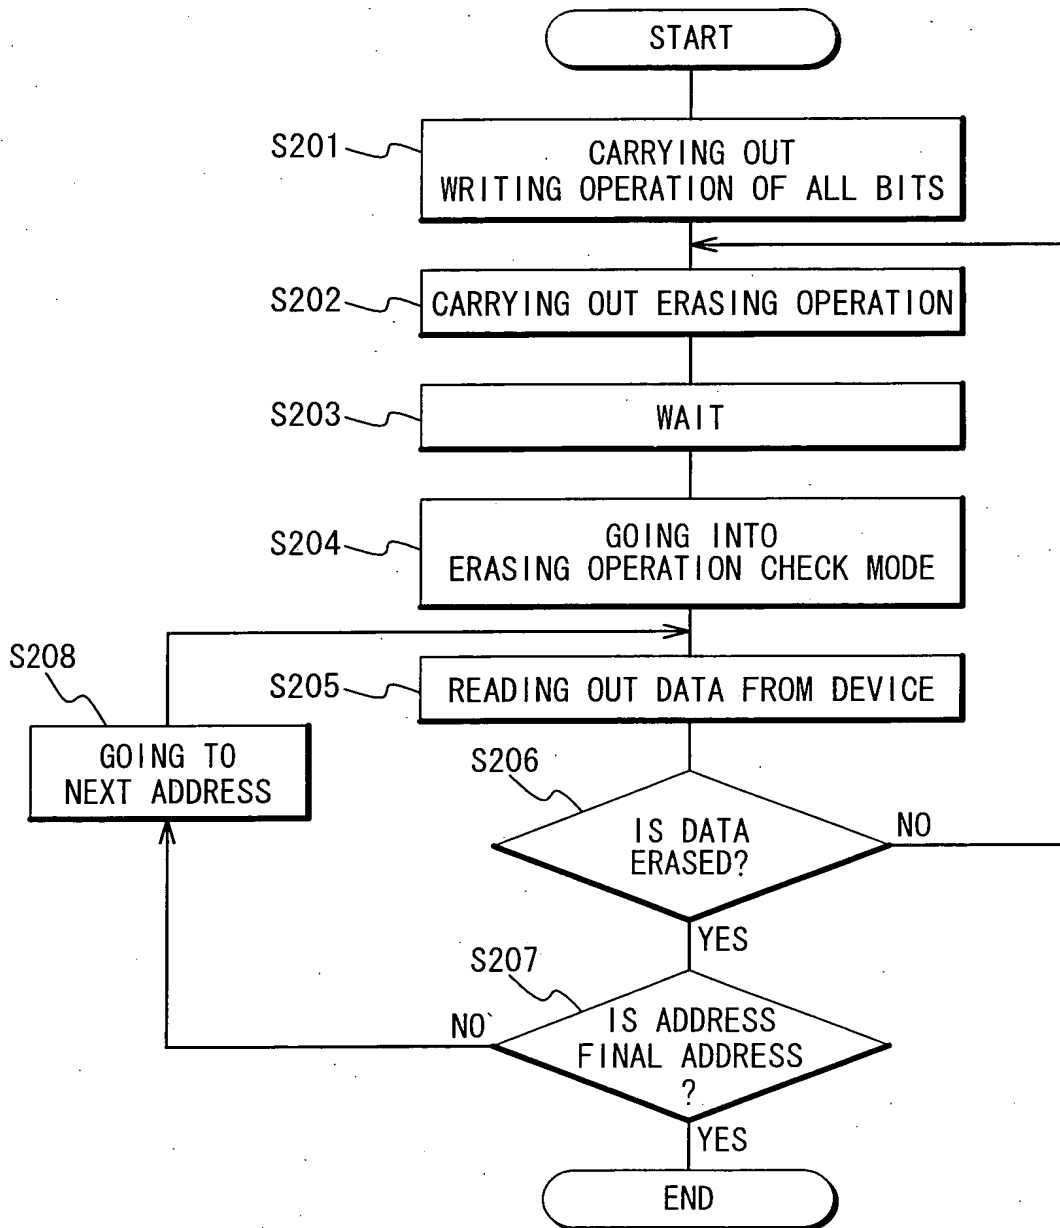 START
S201
CARRYING OUT
WRITING OPERATION OF ALL BITS
S202
CARRYING OUT ERASING OPERATION
S203
WAIT
S204
GOING INTO
ERASING OPERATION CHECK MODE
S208
GOING TO
NEXT ADDRESS
S205
READING OUT DATA FROM DEVICE
S206
IS DATA
ERASED?
NO
YES
S207
IS ADDRESS
FINAL ADDRESS
?
NO
YES
END